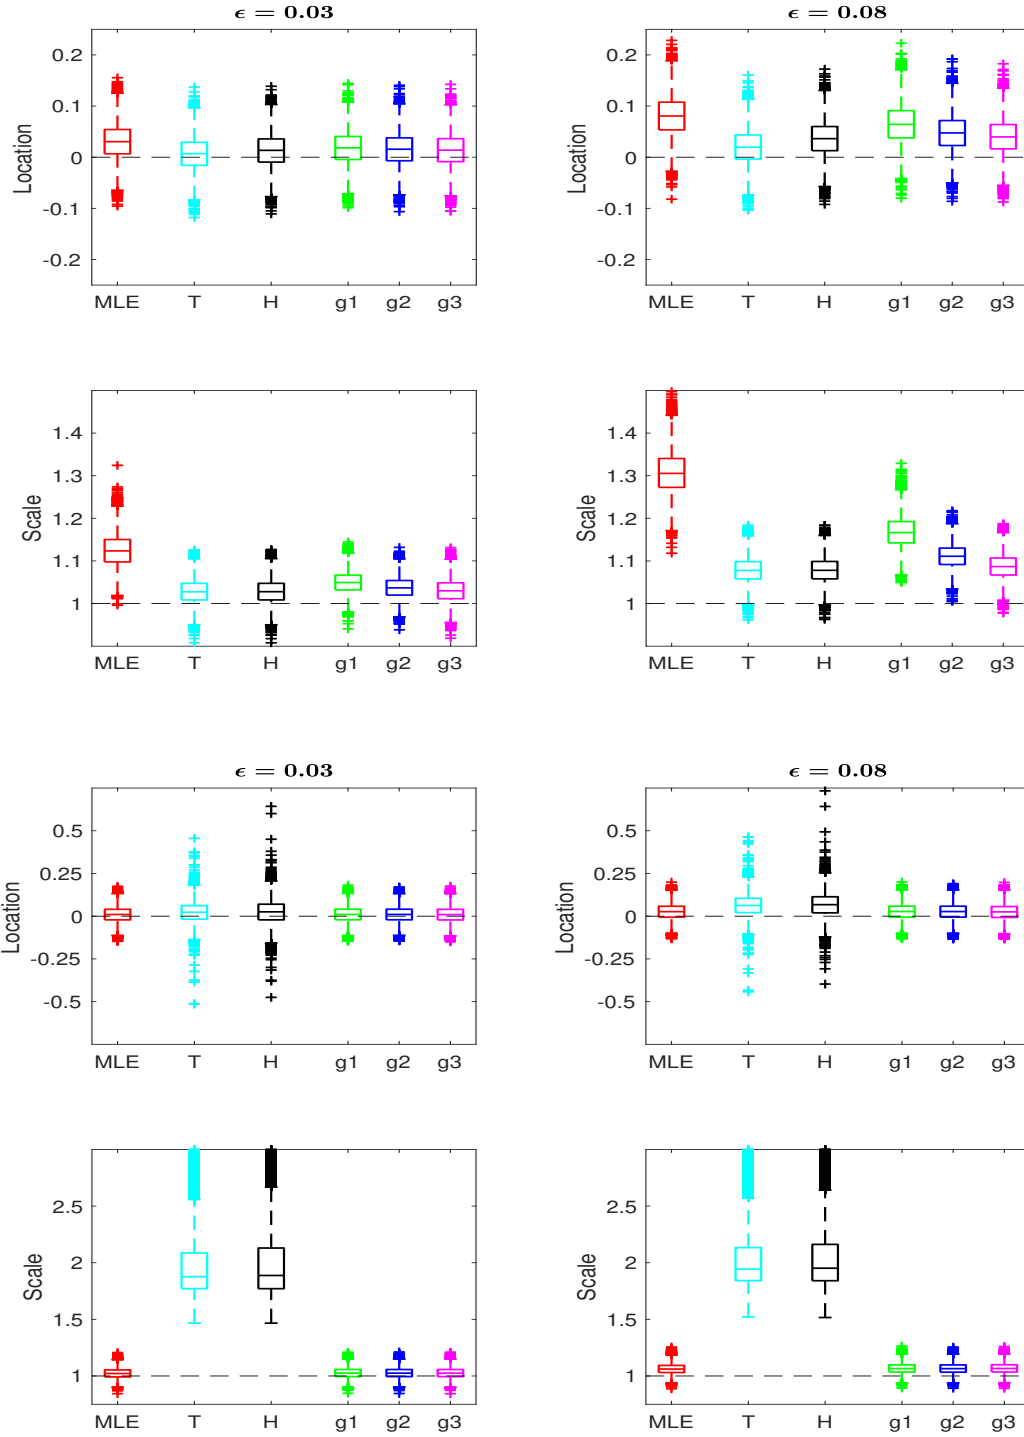 ϵ = 0.03
ϵ = 0.08
0.2
0.1
0
-0.1
-0.2
Location
MLE T H g1 g2 g3
0.2
0.1
0
-0.1
-0.2
Location
MLE T H g1 g2 g3
1.4
1.3
1.2
1.1
1
Scale
MLE T H g1 g2 g3
1.4
1.3
1.2
1.1
1
Scale
MLE T H g1 g2 g3
ϵ = 0.03
ϵ = 0.08
0.5
0.25
0
-0.25
-0.5
Location
MLE T H g1 g2 g3
0.5
0.25
0
-0.25
-0.5
Location
MLE T H g1 g2 g3
2.5
2
1.5
1
Scale
MLE T H g1 g2 g3
2.5
2
1.5
1
Scale
MLE T H g1 g2 g3